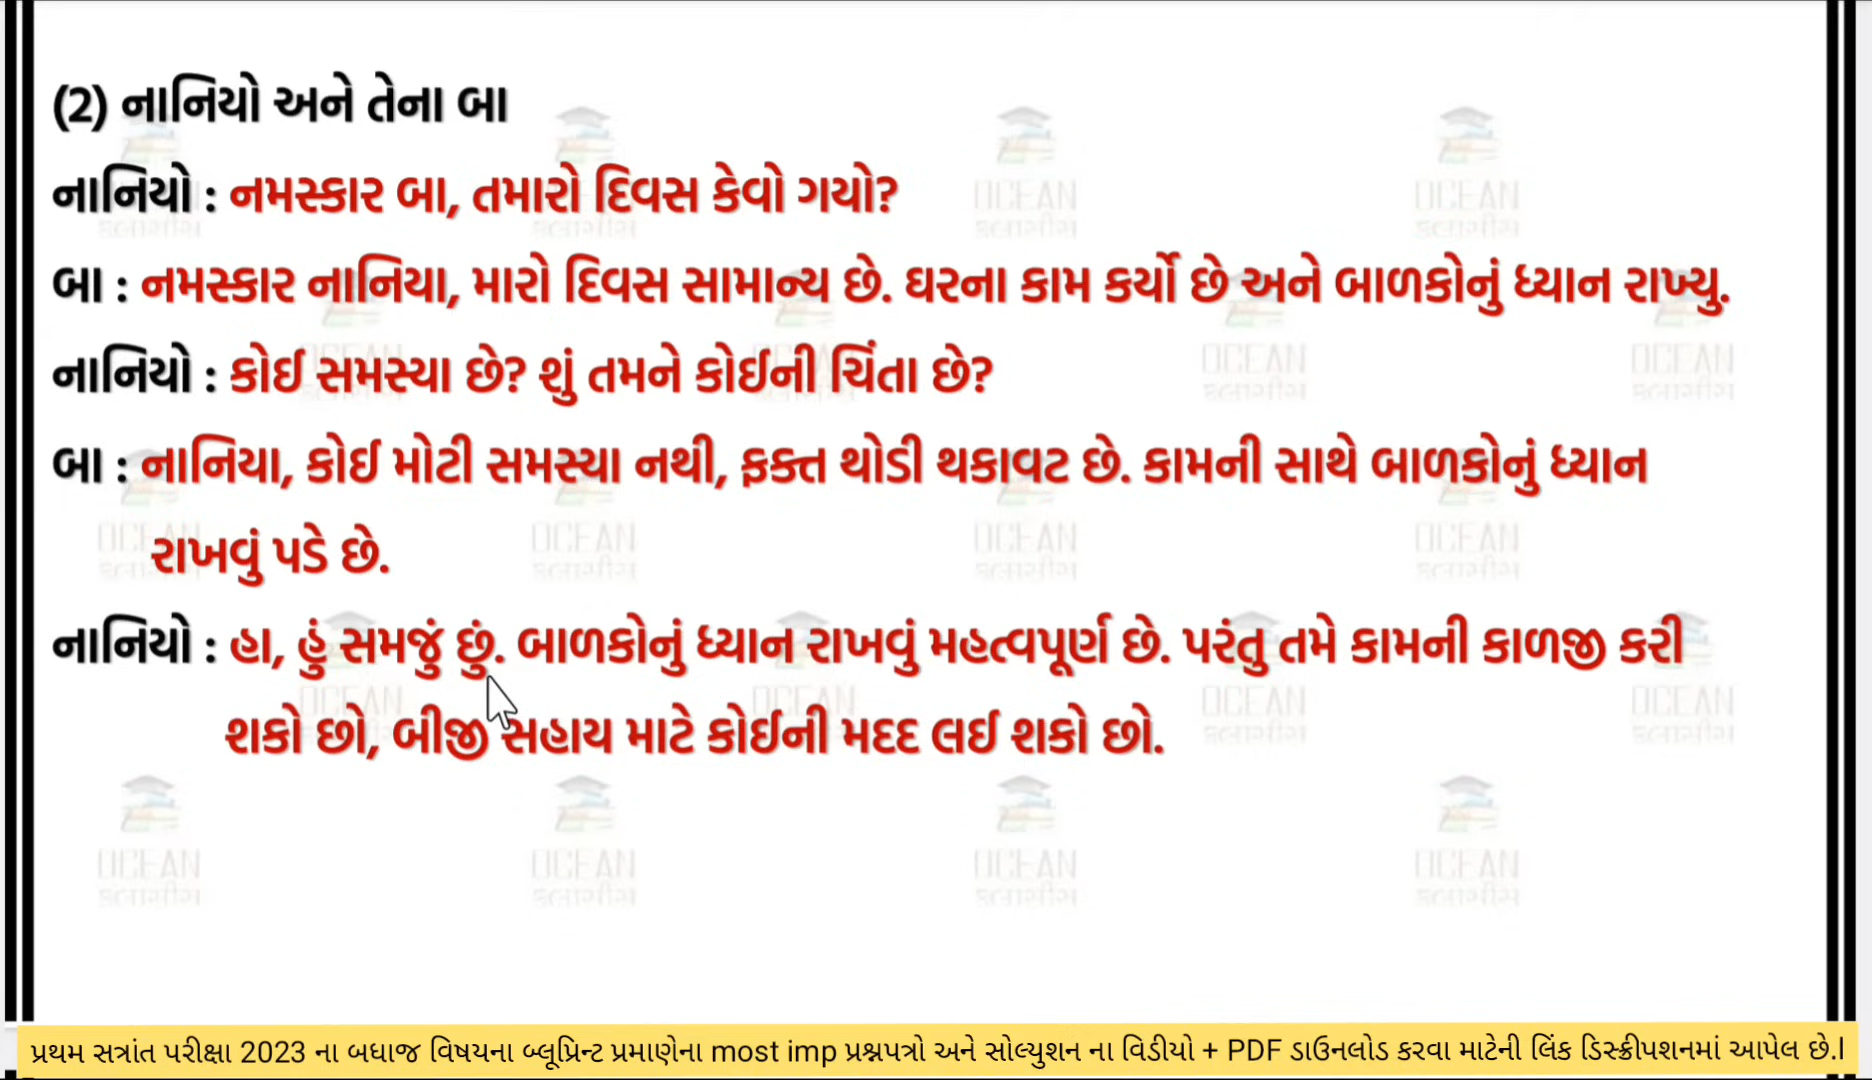 (2) નાનિયો અને તેના બા
નાનિયો : નમસ્કાર બા, તમારો દિવસ કેવો ગયો?
બા : નમસ્કાર નાનિયા, મારો દિવસ સામાન્ય છે. ઘરના કામ કર્યો છે અને બાળકોનું ધ્યાન રાખ્યુ.
નાનિયો : કોઈ સમસ્યા છે? શું તમને કોઈની ચિંતા છે?
બા : નાનિયા, કોઈ મોટી સમસ્યા નથી, ફક્ત થોડી થકાવટ છે. કામની સાથે બાળકોનું ધ્યાન
રાખવું પડે છે.
નાનિયો : હા, હું સમજું છું. બાળકોનું ધ્યાન રાખવું મહત્વપૂર્ણ છે. પરંતુ તમે કામની કાળજી કરી
શકો છો, બીજી સહાય માટે કોઈની મદદ લઈ શકો છો.
OCEAN
કલાસીસ
પ્રથમ સત્રાંત પરીક્ષા 2023 ના બધાજ વિષયના બ્લૂપ્રિન્ટ પ્રમાણેના most imp પ્રશ્નપત્રો અને સોલ્યુશન ના વિડીયો + PDF ડાઉનલોડ કરવા માટેની લિંક ડિસ્ક્રીપશનમાં આપેલ છે.l